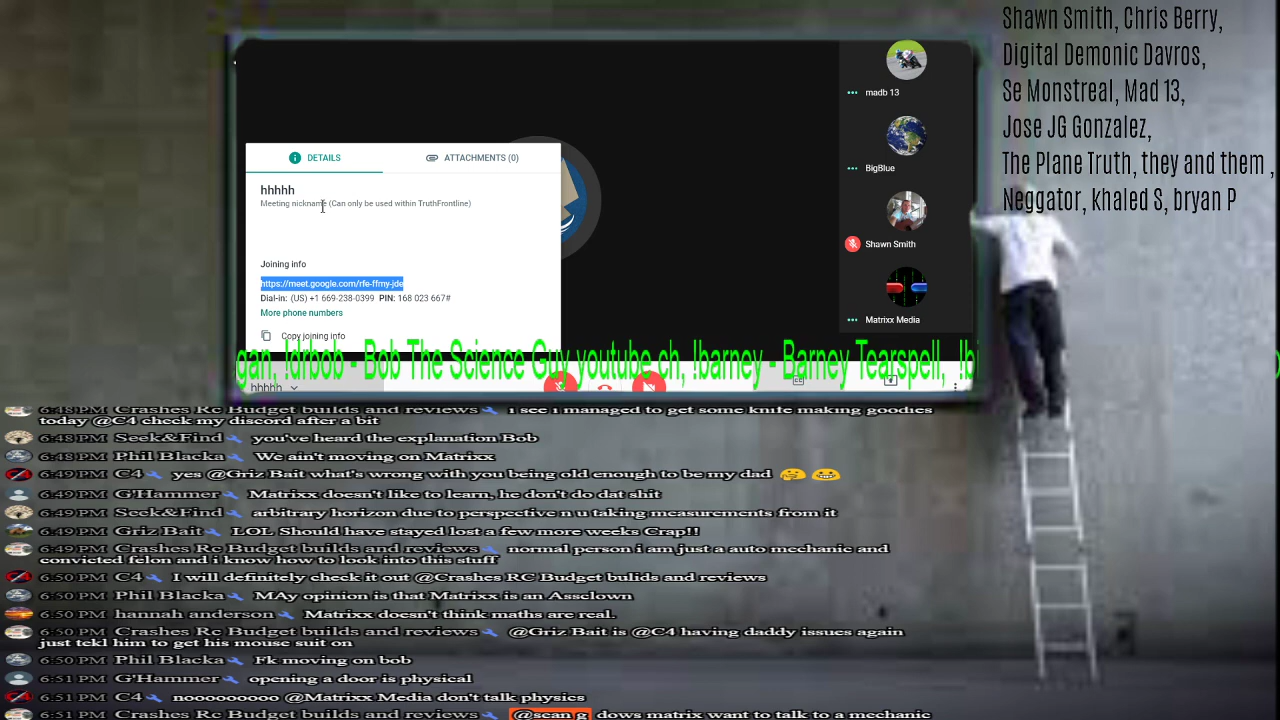 Shawn Smith, Chris Berry,
Digital Demonic Davros,
Se Monstreal, Mad 13,
Jose JG Gonzalez,
The Plane Truth, they and them ,
Neggator, khaled S, bryan P
madb 13
BigBlue
Shawn Smith
Matrixx Media
DETAILS
ATTACHMENTS (0)
hhhhh
Meeting nickname (Can only be used within TruthFrontline)
Joining info
https://meet.google.com/rfe-ffmy-jde
Dial-in: (US) +1 669-238-0399 PIN: 168 023 667#
More phone numbers
Copy joining info
gan, !drbob - Bob The Science Guy youtube ch, !barney - Barney Tearspell, !bi
hhhhh
6:48 PM Crashes Rc Budget builds and reviews i see i managed to get some knife making goodies
today @C4 check my discord after a bit
6:48 PM Seek&Find you've heard the explanation Bob
6:48 PM Phil Blacka We ain't moving on Matrixx
6:49 PM C4 yes @Griz Bait what's wrong with you being old enough to be my dad
6:49 PM G'Hammer Matrixx doesn't like to learn, he don't do dat shit
6:49 PM Seek&Find arbitrary horizon due to perspective n u taking measurements from it
6:49 PM Griz Bait LOL Should have stayed lost a few more weeks Crap!!
6:49 PM Crashes Rc Budget builds and reviews normal person i am just a auto mechanic and
convicted felon and i know how to look into this stuff
6:50 PM C4 I will definitely check it out @Crashes RC Budget bulids and reviews
6:50 PM Phil Blacka MAy opinion is that Matrixx is an Assclown
6:50 PM hannah anderson Matrixx doesn't think maths are real.
6:50 PM Crashes Rc Budget builds and reviews @Griz Bait is @C4 having daddy issues again
just tekl him to get his mouse suit on
6:50 PM Phil Blacka Fk moving on bob
6:51 PM G'Hammer opening a door is physical
6:51 PM C4 nooooooooo @Matrixx Media don't talk physics
6:51 PM Crashes Rc Budget builds and reviews @scan g dows matrix want to talk to a mechanic